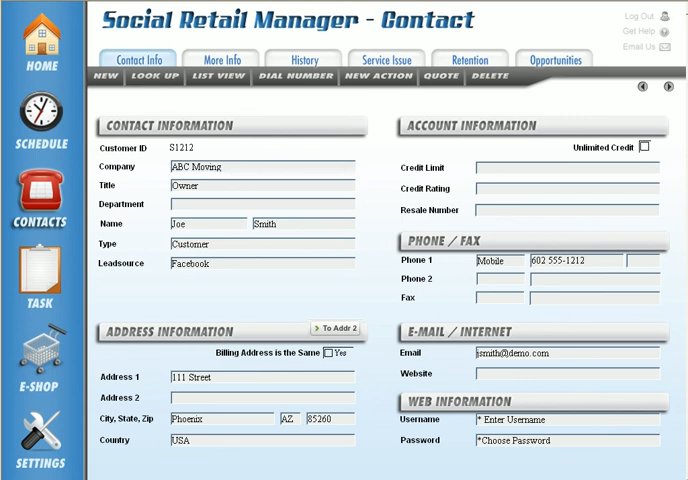 Social Retail Manager - Contact
Log Out
Get Help
Email Us
Contact Info More Info History Service Issue Retention Opportunities
NEW LOOK UP LIST VIEW DIAL NUMBER NEW ACTION QUOTE DELETE
HOME
SCHEDULE
CONTACTS
TASK
E-SHOP
SETTINGS
CONTACT INFORMATION
Customer ID S1212
Company ABC Moving
Title Owner
Department
Name Joe Smith
Type Customer
Leadsource Facebook
ADDRESS INFORMATION To Addr 2
Billing Address is the Same Yes
Address 1 111 Street
Address 2
City, State, Zip Phoenix AZ 85260
Country USA
ACCOUNT INFORMATION
Unlimited Credit
Credit Limit
Credit Rating
Resale Number
PHONE / FAX
Phone 1 Mobile 602 555-1212
Phone 2
Fax
E-MAIL / INTERNET
Email jsmith@demo.com
Website
WEB INFORMATION
Username * Enter Username
Password *Choose Password